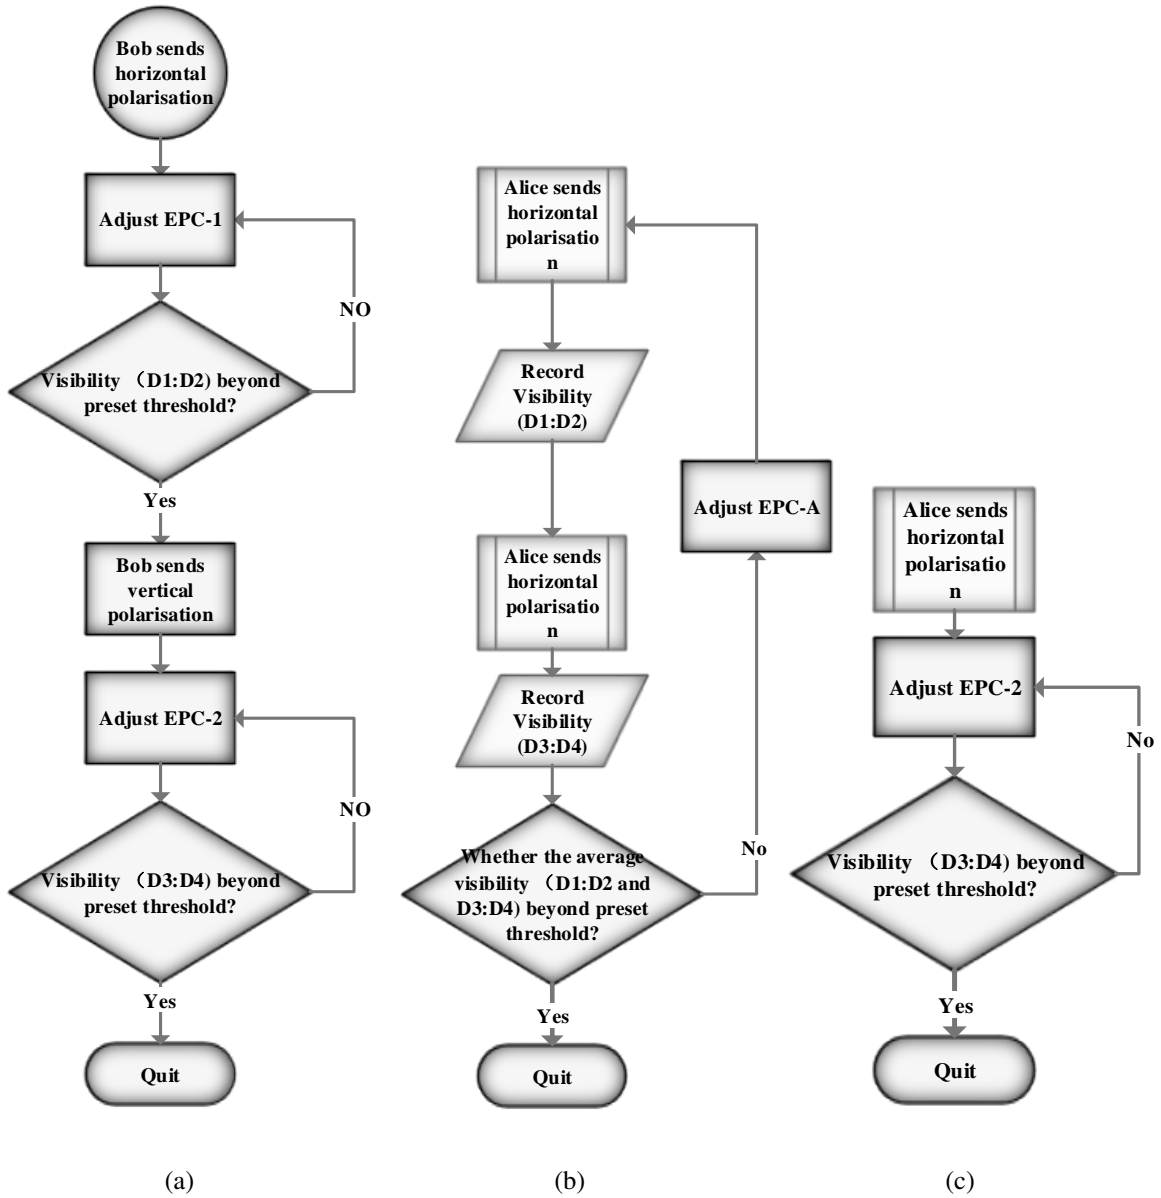 Bob sends
horizontal
polarisation
Adjust EPC-1
NO
Visibility （D1:D2) beyond
preset threshold?
Yes
Bob sends
vertical
polarisation
Adjust EPC-2
NO
Visibility （D3:D4) beyond
preset threshold?
Yes
Quit
(a)
Alice sends
horizontal
polarisatio
n
Record
Visibility
(D1:D2)
Adjust EPC-A
Alice sends
horizontal
polarisatio
n
Record
Visibility
(D3:D4)
No
Whether the average
visibility （D1:D2 and
D3:D4) beyond preset
threshold?
Yes
Quit
(b)
Alice sends
horizontal
polarisatio
n
Adjust EPC-2
No
Visibility （D3:D4) beyond
preset threshold?
Yes
Quit
(c)